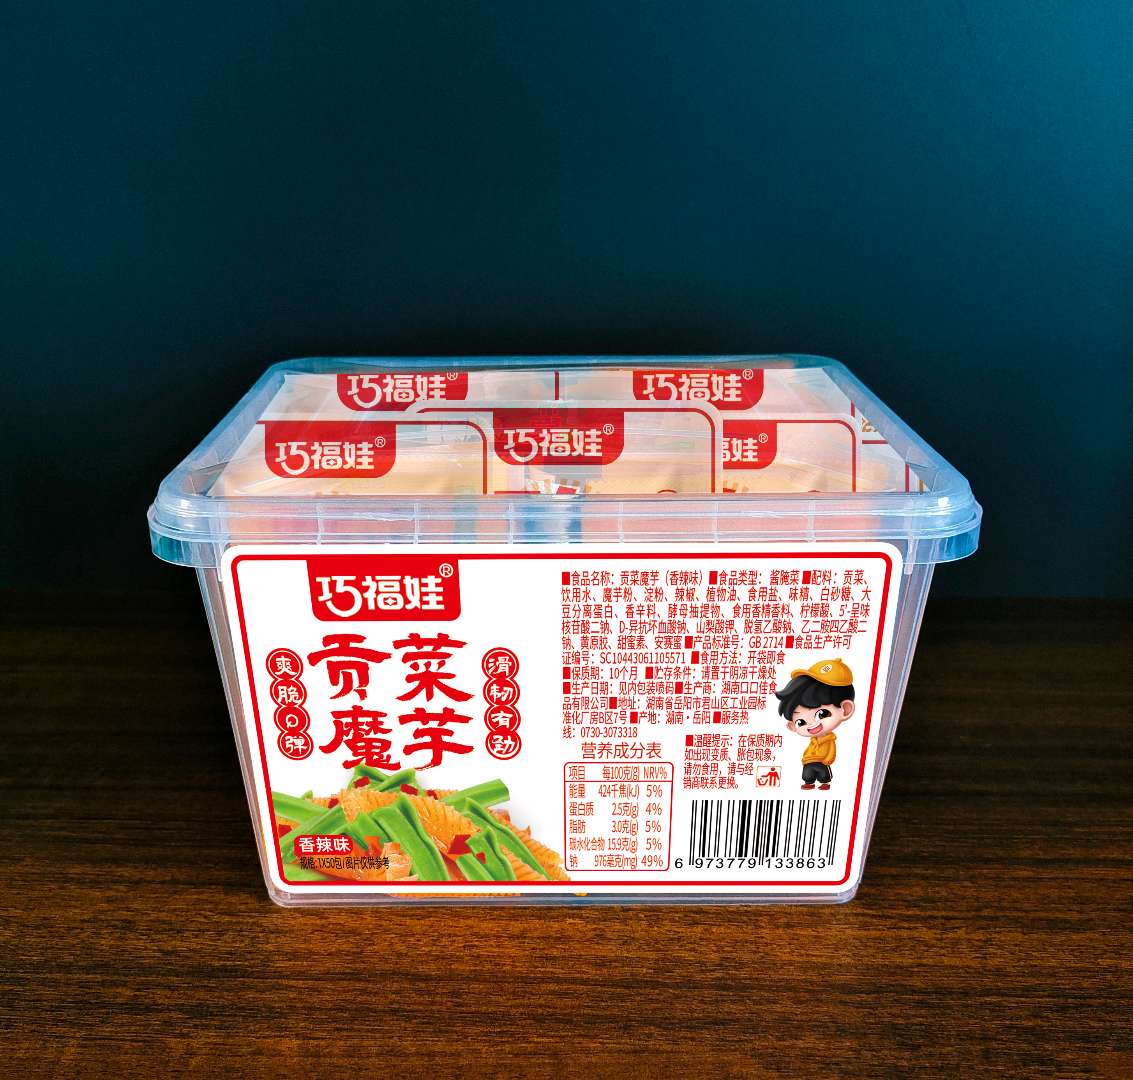 巧福娃®
巧福娃®
巧福娃®
巧福娃®
福®
巧福娃®
贡菜
魔芋
爽脆Q弹
滑韧有劲
香辣味
规格:1X50包/图片仅供参考
■食品名称：贡菜魔芋（香辣味）■食品类型：酱腌菜■配料：贡菜、
饮用水、魔芋粉、淀粉、辣椒、植物油、食用盐、味精、白砂糖、大
豆分离蛋白、香辛料、酵母抽提物、食用香精香料、柠檬酸、5'-呈味
核苷酸二钠、D-异抗坏血酸钠、山梨酸钾、脱氢乙酸钠、乙二胺四乙酸二
钠、黄原胶、甜蜜素、安赛蜜■产品标准号：GB 2714■食品生产许可
证编号：SC10443061105571 ■食用方法：开袋即食
■保质期：10个月 ■贮存条件：请置于阴凉干燥处
■生产日期：见内包装喷码■生产商：湖南口口佳食
品有限公司■地址：湖南省岳阳市君山区工业园标
准化厂房B区7号■产地：湖南·岳阳■服务热
线：0730-3073318
■温馨提示：在保质期内
如出现变质、胀包现象，
请勿食用，请与经
销商联系更换。
营养成分表
项目 每100克(g) NRV%
能量 424千焦(kJ) 5%
蛋白质 2.5克(g) 4%
脂肪 3.0克(g) 5%
碳水化合物 15.9克(g) 5%
钠 976毫克(mg) 49%
6 973779 133863